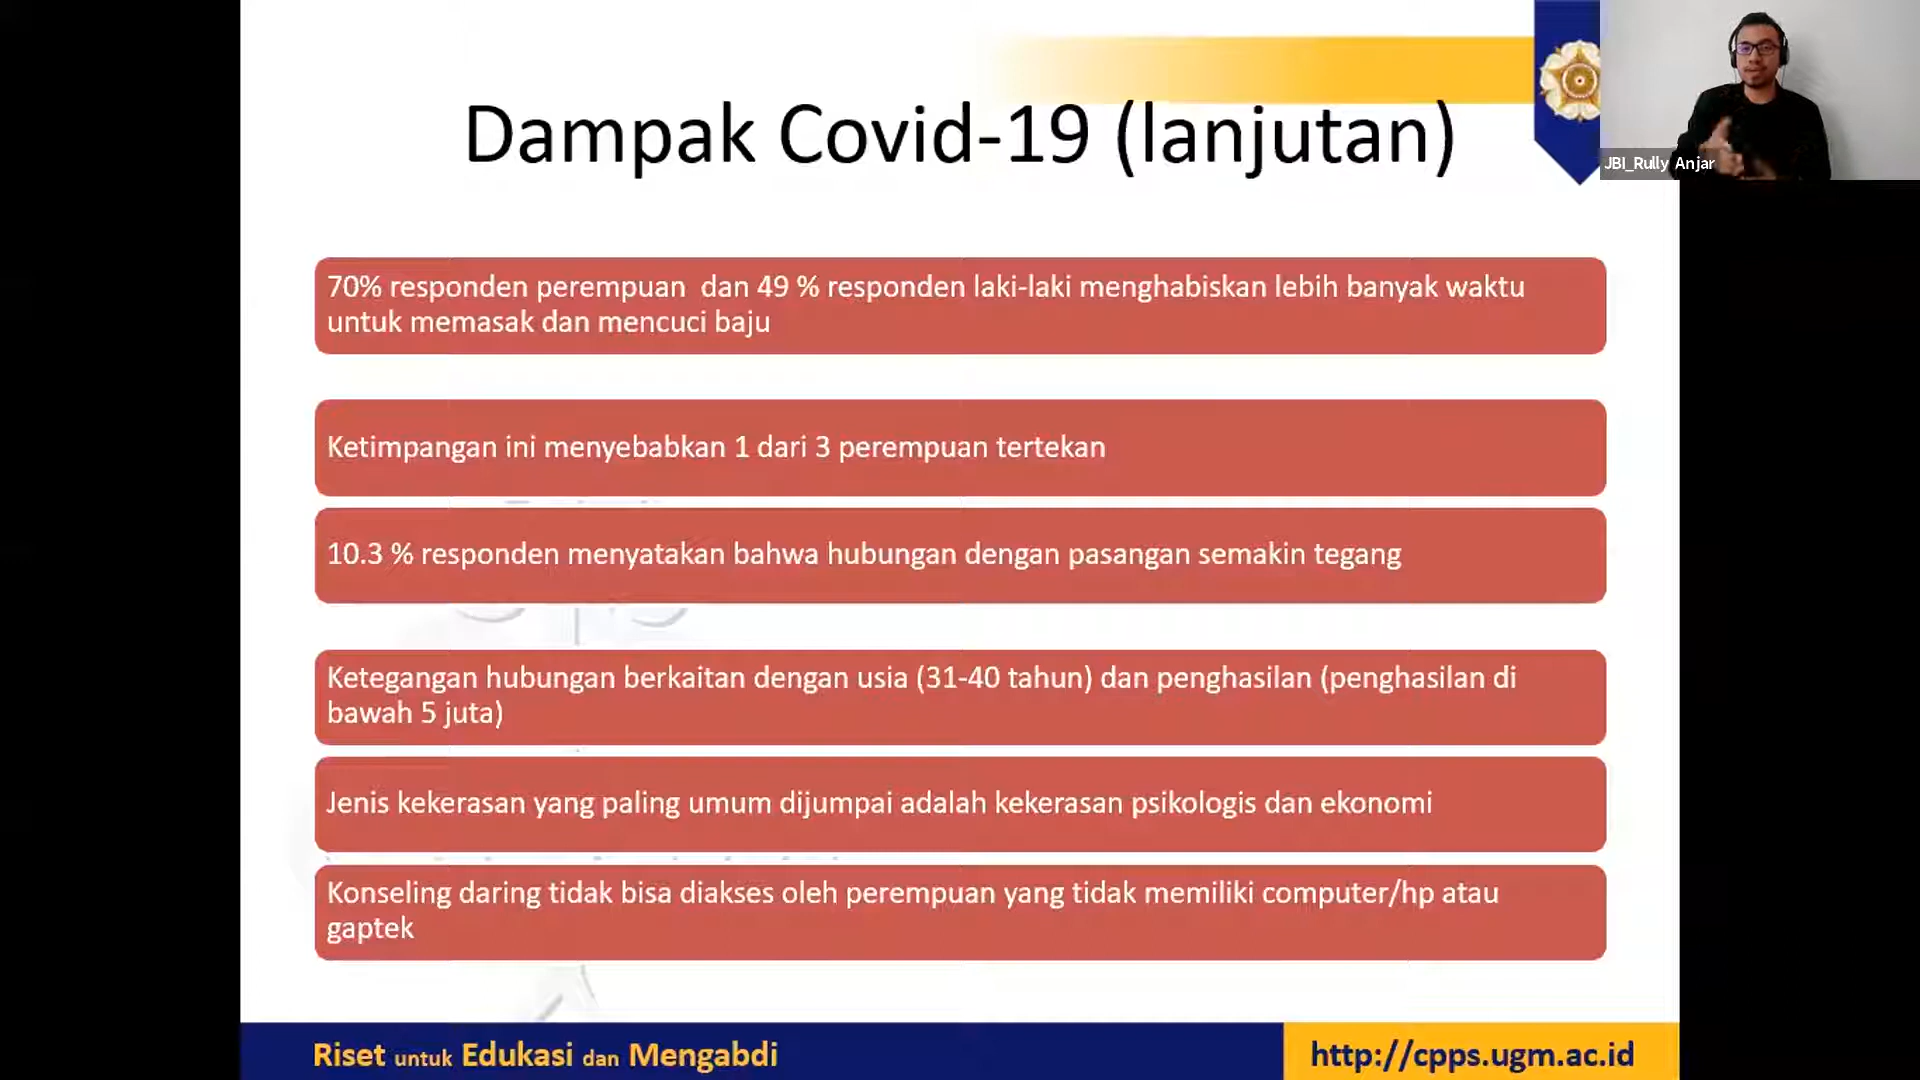 Dampak Covid-19 (lanjutan)
JBI_Rully Anjar
70% responden perempuan dan 49 % responden laki-laki menghabiskan lebih banyak waktu
untuk memasak dan mencuci baju
Ketimpangan ini menyebabkan 1 dari 3 perempuan tertekan
10.3 % responden menyatakan bahwa hubungan dengan pasangan semakin tegang
Ketegangan hubungan berkaitan dengan usia (31-40 tahun) dan penghasilan (penghasilan di
bawah 5 juta)
Jenis kekerasan yang paling umum dijumpai adalah kekerasan psikologis dan ekonomi
Konseling daring tidak bisa diakses oleh perempuan yang tidak memiliki computer/hp atau
gaptek
Riset untuk Edukasi dan Mengabdi
http://cpps.ugm.ac.id